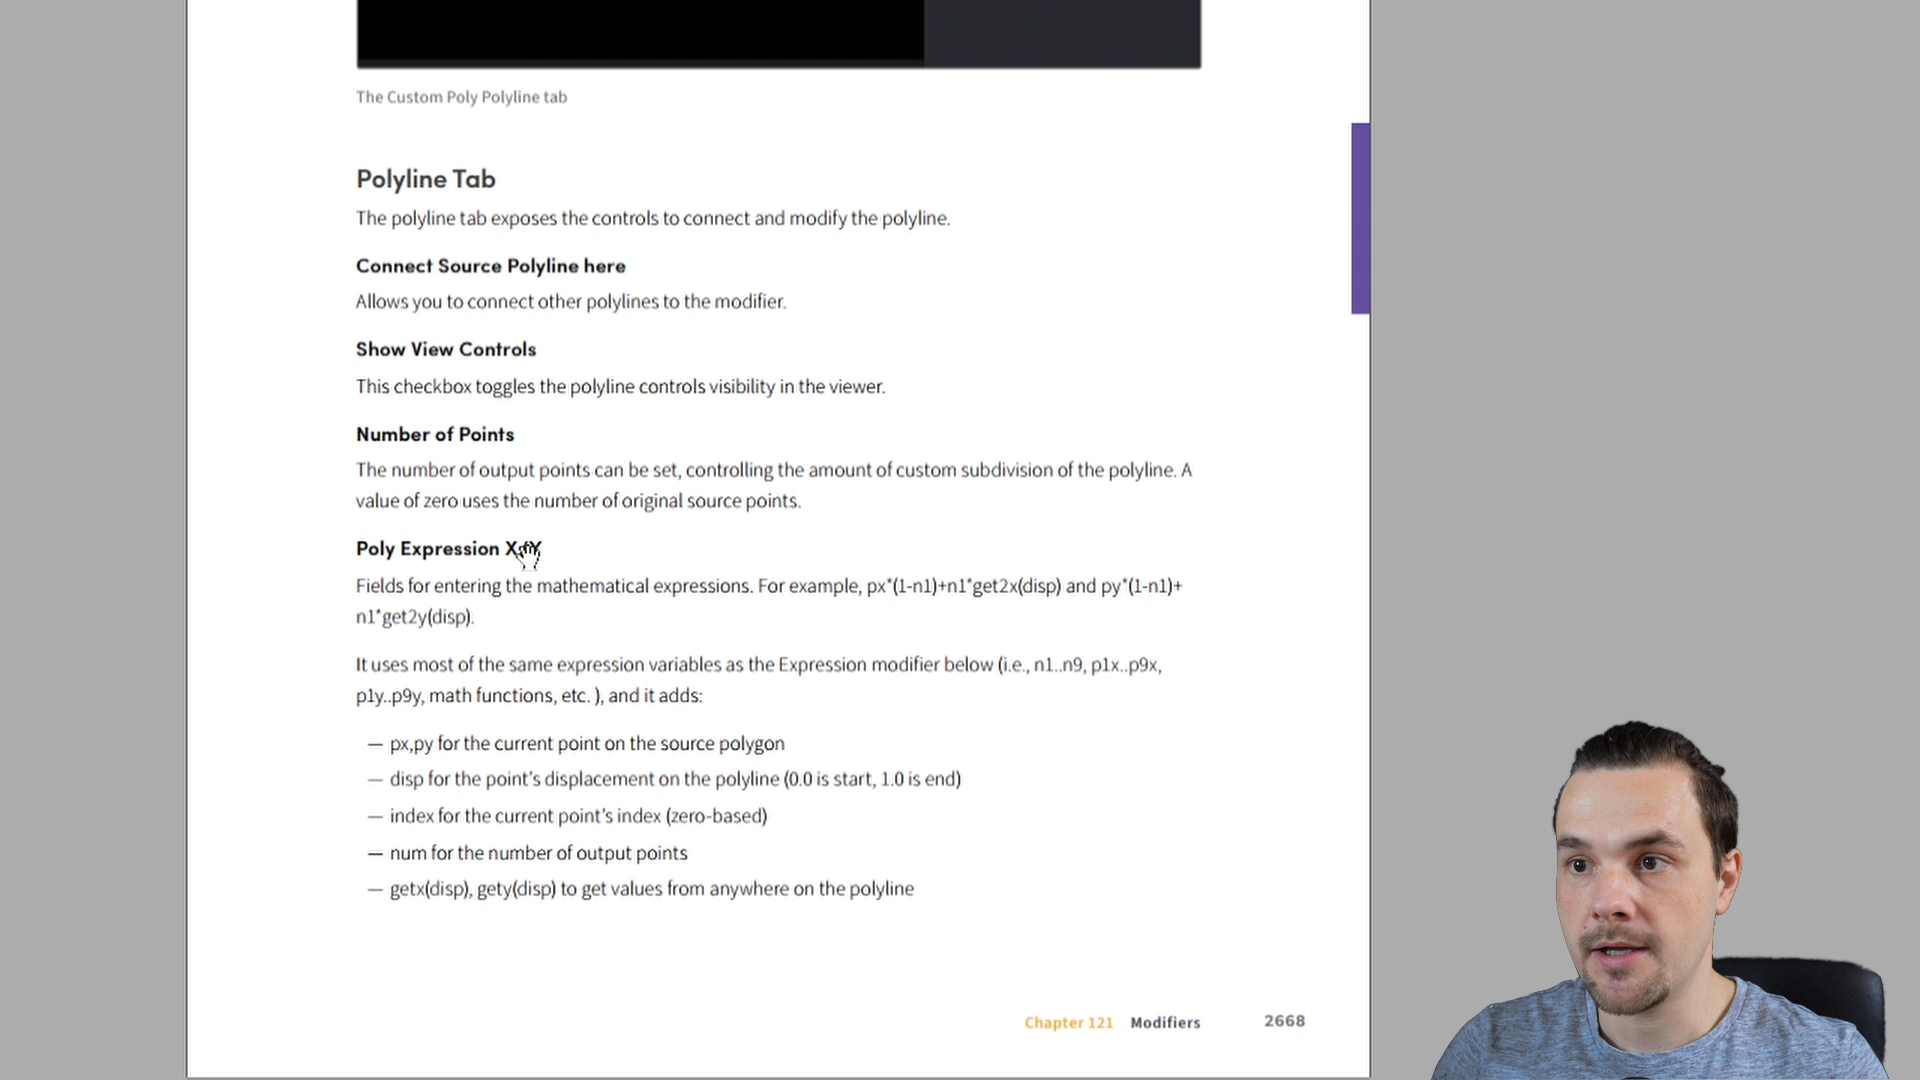 The Custom Poly Polyline tab
Polyline Tab
The polyline tab exposes the controls to connect and modify the polyline.
Connect Source Polyline here
Allows you to connect other polylines to the modifier.
Show View Controls
This checkbox toggles the polyline controls visibility in the viewer.
Number of Points
The number of output points can be set, controlling the amount of custom subdivision of the polyline. A
value of zero uses the number of original source points.
Poly Expression X/Y
Fields for entering the mathematical expressions. For example, px*(1-n1)+n1*get2x(disp) and py*(1-n1)+
n1*get2y(disp).
It uses most of the same expression variables as the Expression modifier below (i.e., n1..n9, p1x..p9x,
p1y..p9y, math functions, etc. ), and it adds:
— px,py for the current point on the source polygon
— disp for the point's displacement on the polyline (0.0 is start, 1.0 is end)
— index for the current point's index (zero-based)
— num for the number of output points
— getx(disp), gety(disp) to get values from anywhere on the polyline
Chapter 121 Modifiers 2668